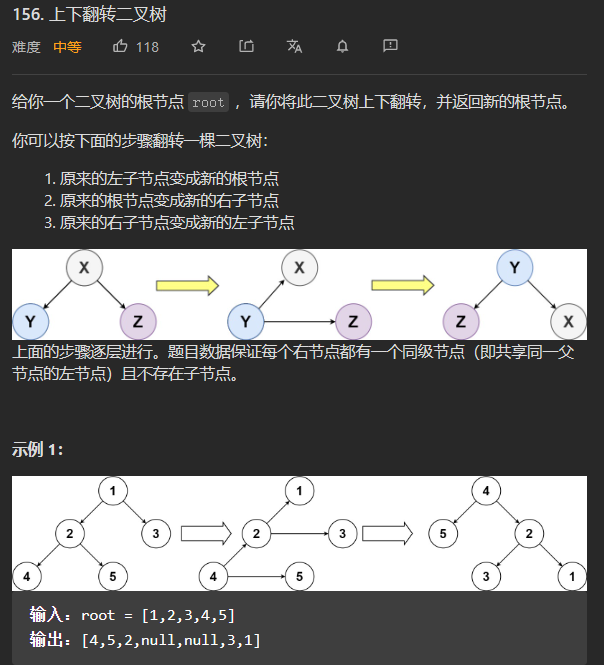 156. 上下翻转二叉树
难度 中等 118
给你一个二叉树的根节点 root ，请你将此二叉树上下翻转，并返回新的根节点。
你可以按下面的步骤翻转一棵二叉树：
1. 原来的左子节点变成新的根节点
2. 原来的根节点变成新的右子节点
3. 原来的右子节点变成新的左子节点
X X Y
Y Z Y Z Z X
上面的步骤逐层进行。题目数据保证每个右节点都有一个同级节点（即共享同一父
节点的左节点）且不存在子节点。
示例 1：
1 1 4
2 3 2 3 5 2
4 5 4 5 3 1
输入：root = [1,2,3,4,5]
输出：[4,5,2,null,null,3,1]